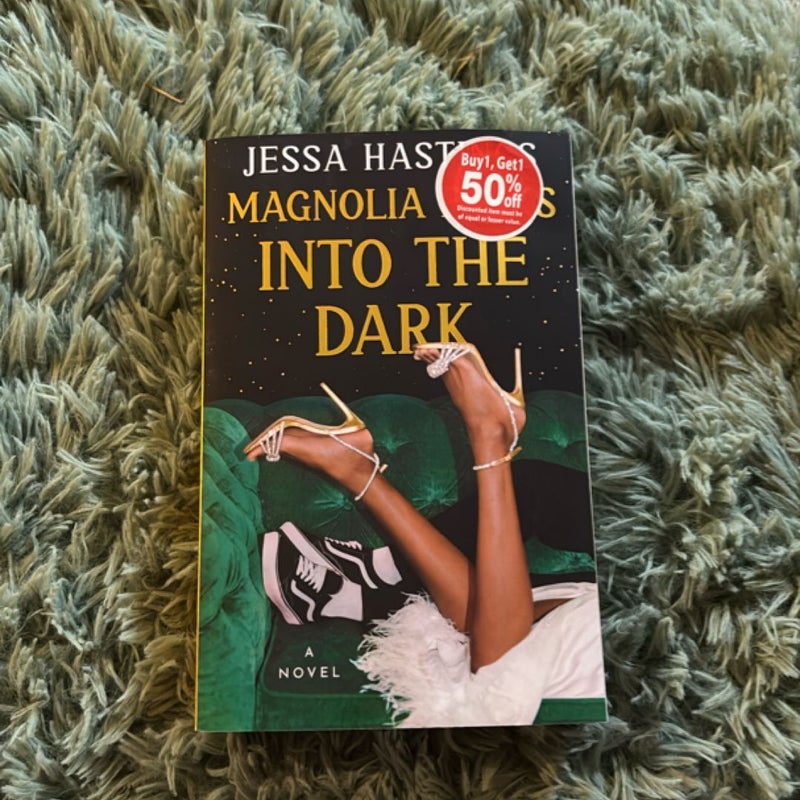 JESSA HAST
MAGNOLIA
INTO THE
DARK
Buy1, Get1
50% off
Discounted item must be
of equal or lesser value.
A
NOVEL